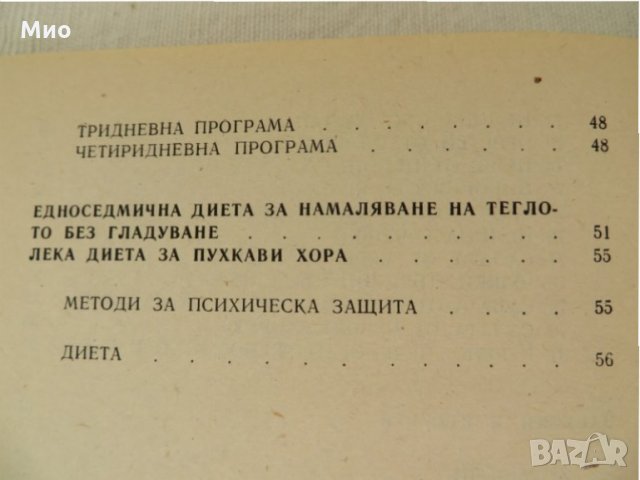 Мио
ТРИДНЕВНА ПРОГРАМА . . . . . . . . 48
ЧЕТИРИДНЕВНА ПРОГРАМА . . . . . . 48
ЕДНОСЕДМИЧНА ДИЕТА ЗА НАМАЛЯВАНЕ НА ТЕГЛО-
ТО БЕЗ ГЛАДУВАНЕ . . . . . . . . . . 51
ЛЕКА ДИЕТА ЗА ПУХКАВИ ХОРА . . . . . . 55
МЕТОДИ ЗА ПСИХИЧЕСКА ЗАЩИТА . . . . 55
ДИЕТА . . . . . . . . . . . . 56
BAZAR